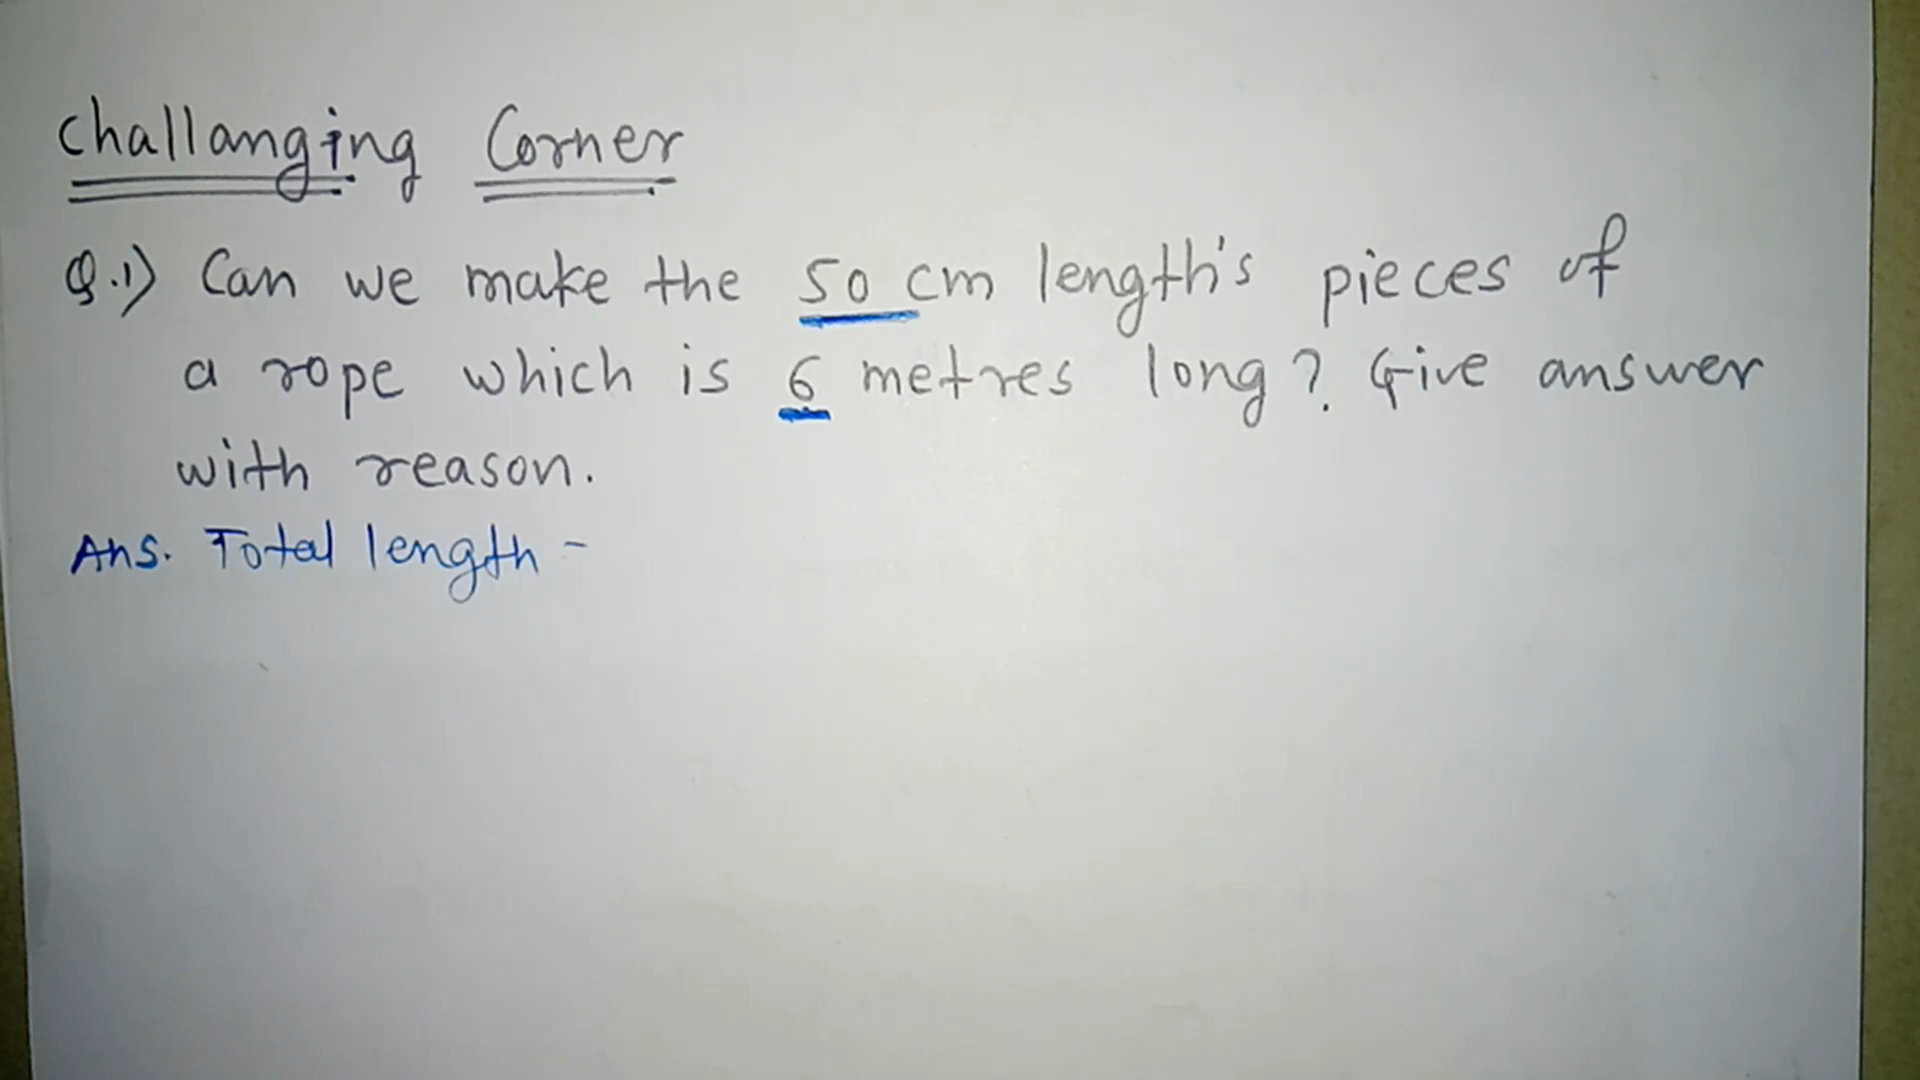 Challanging Corner
Q.1) Can we make the 50 cm length's pieces of
a rope which is 6 metres long? Give answer
with reason.
Ans. Total length -